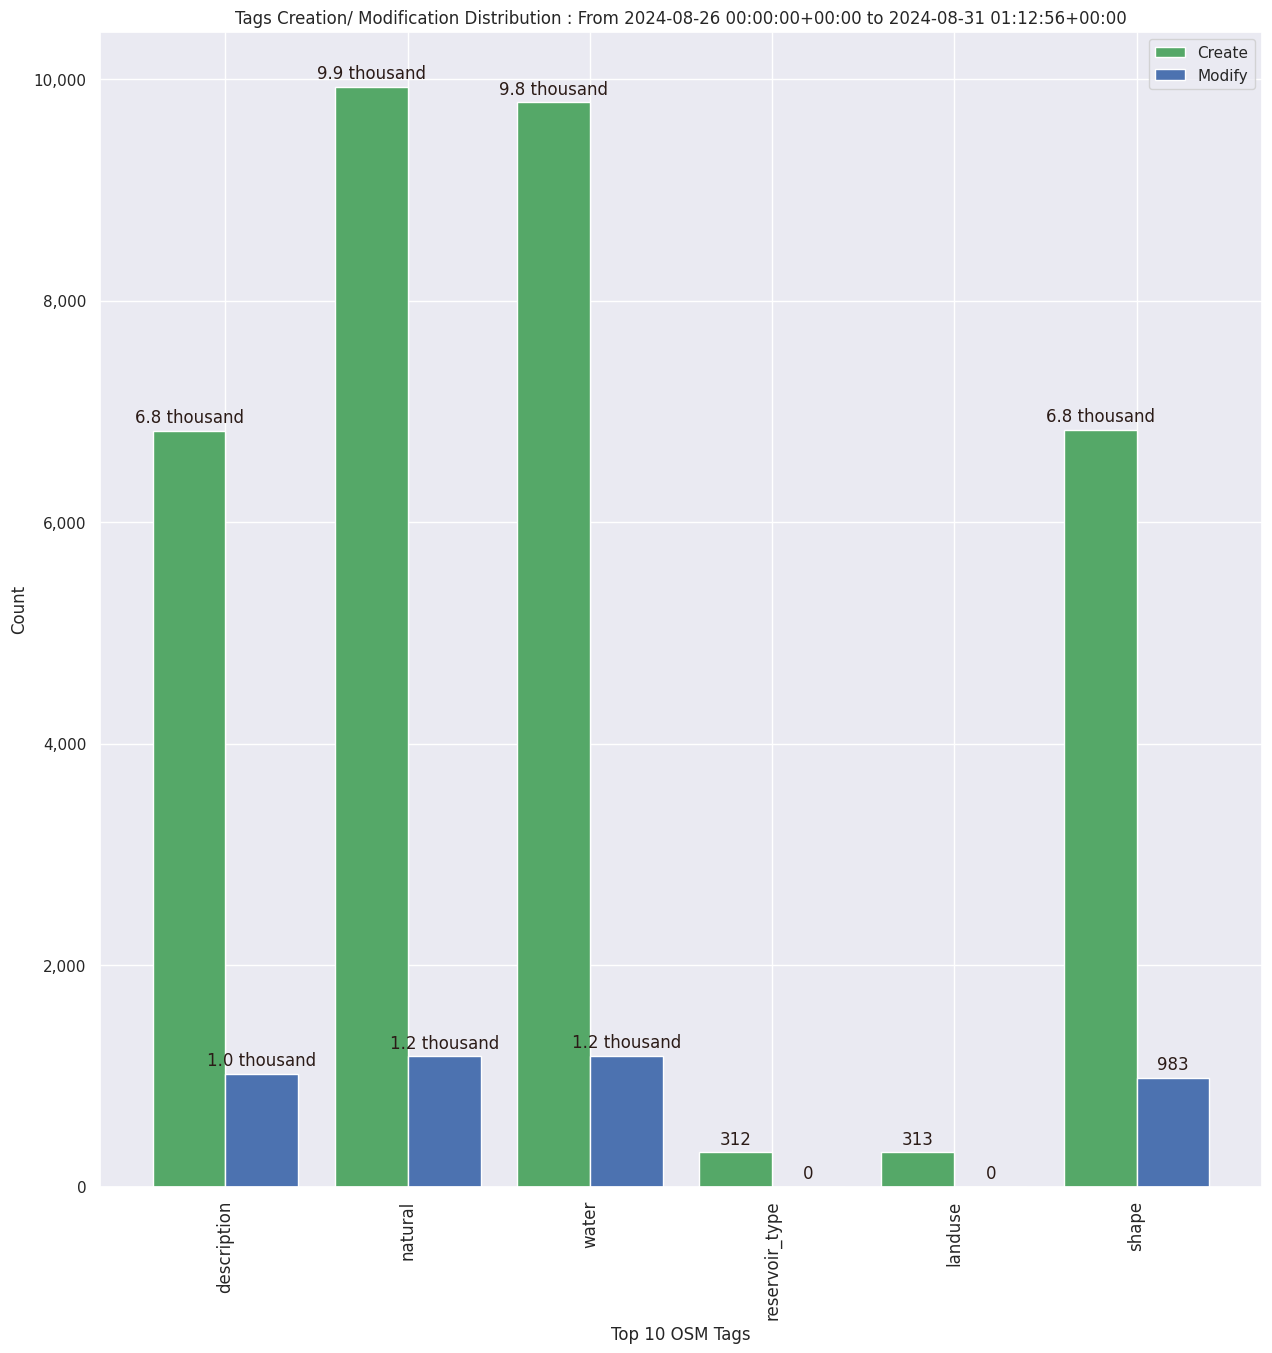 Tags Creation/ Modification Distribution : From 2024-08-26 00:00:00+00:00 to 2024-08-31 01:12:56+00:00
Create
Modify
10,000
8,000
6,000
4,000
2,000
0
Count
6.8 thousand
9.9 thousand
9.8 thousand
312
313
6.8 thousand
1.0 thousand
1.2 thousand
1.2 thousand
0
0
983
description
natural
water
reservoir_type
landuse
shape
Top 10 OSM Tags